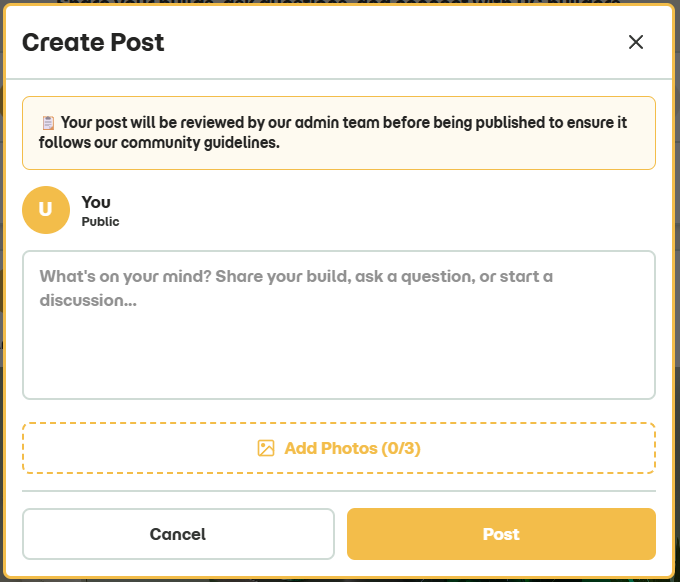 Create Post
Your post will be reviewed by our admin team before being published to ensure it
follows our community guidelines.
U
You
Public
What's on your mind? Share your build, ask a question, or start a
discussion...
Add Photos (0/3)
Cancel
Post